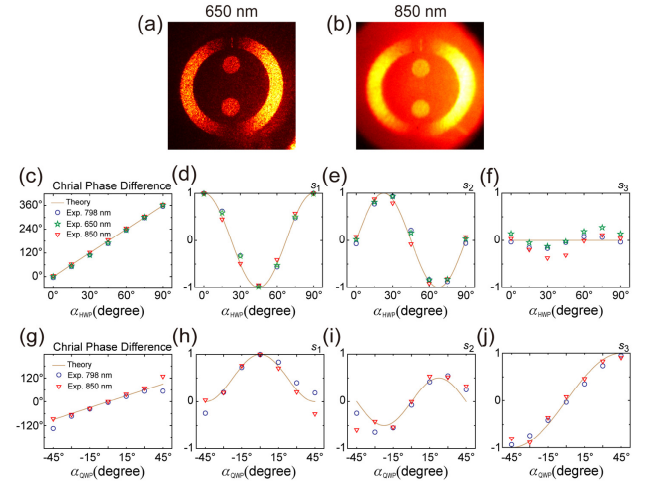 650 nm
850 nm
(a)
(b)
(c) Chrial Phase Difference
360°
240°
120°
0°
Theory
Exp. 798 nm
Exp. 650 nm
Exp. 850 nm
0° 30° 60° 90°
αHWP(degree)
(d) s1
1
0
-1
0° 30° 60° 90°
αHWP(degree)
(e) s2
1
0
-1
0° 30° 60° 90°
αHWP(degree)
(f) s3
1
0
-1
0° 30° 60° 90°
αHWP(degree)
(g) Chrial Phase Difference
120°
0°
-120°
Theory
Exp. 798 nm
Exp. 850 nm
-45° -15° 15° 45°
αQWP(degree)
(h) s1
1
0
-1
-45° -15° 15° 45°
αQWP(degree)
(i) s2
1
0
-1
-45° -15° 15° 45°
αQWP(degree)
(j) s3
1
0
-1
-45° -15° 15° 45°
αQWP(degree)